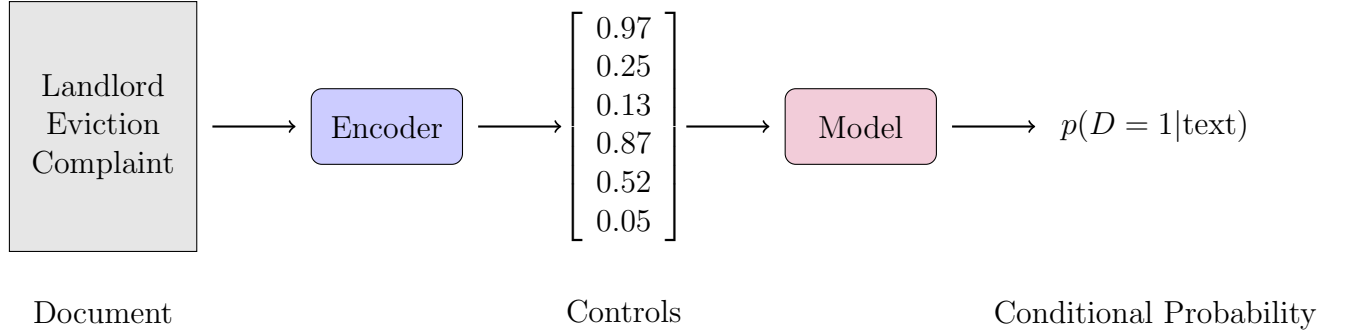 Landlord
Eviction
Complaint
Encoder
0.97
0.25
0.13
0.87
0.52
0.05
Model
p(D = 1|text)
Document
Controls
Conditional Probability